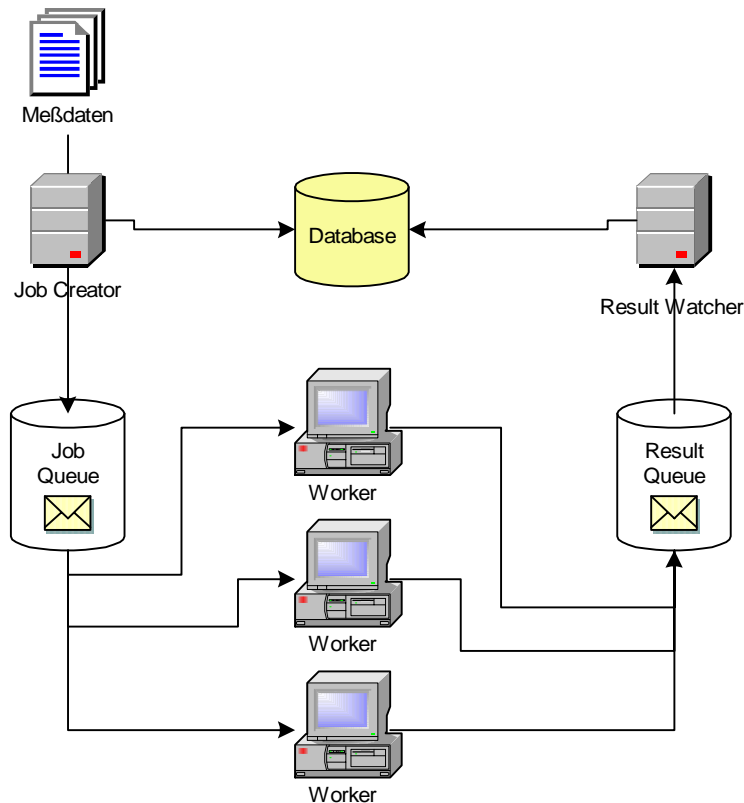 Meßdaten
Job Creator
Database
Result Watcher
Job
Queue
Worker
Result
Queue
Worker
Worker